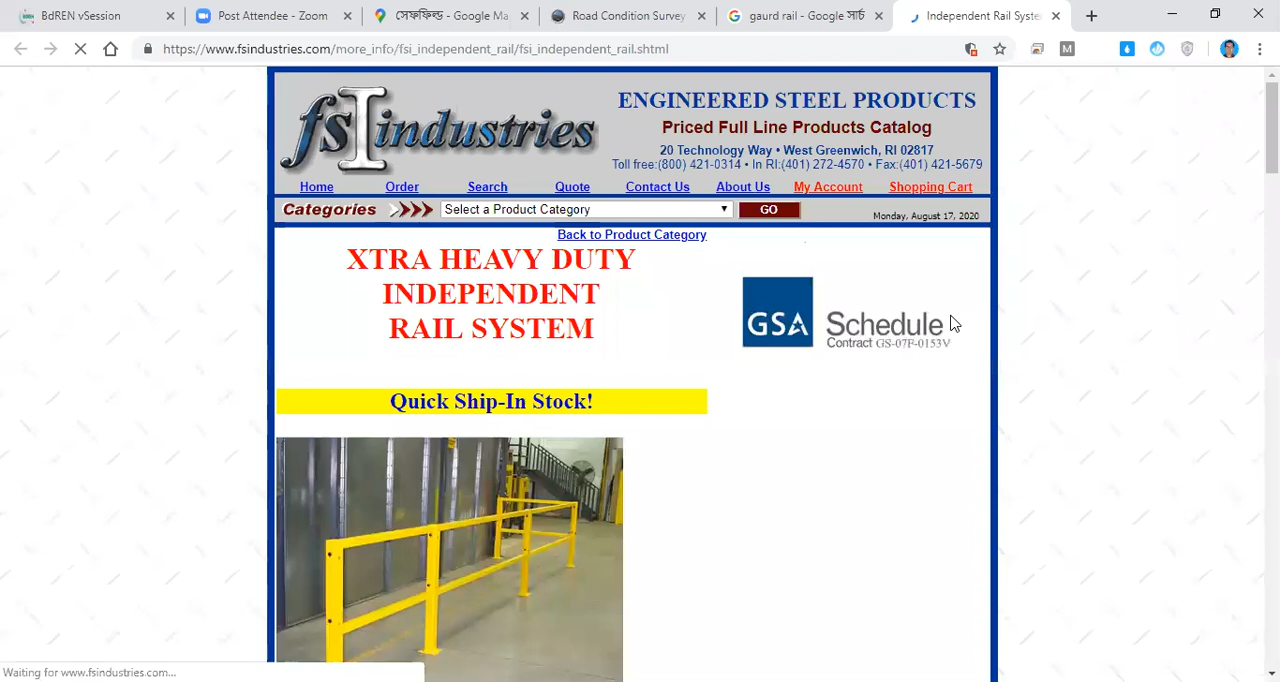 BdREN vSession
Post Attendee - Zoom
সেফফিল্ড - Google Ma
Road Condition Survey
gaurd rail - Google সার্চ
Independent Rail Syste
https://www.fsindustries.com/more_info/fsi_independent_rail/fsi_independent_rail.shtml
M
fsIndustries
ENGINEERED STEEL PRODUCTS
Priced Full Line Products Catalog
20 Technology Way • West Greenwich, RI 02817
Toll free:(800) 421-0314 • In RI:(401) 272-4570 • Fax:(401) 421-5679
Home Order Search Quote Contact Us About Us My Account Shopping Cart
Categories Select a Product Category GO Monday, August 17, 2020
Back to Product Category
XTRA HEAVY DUTY
INDEPENDENT
RAIL SYSTEM
GSA Schedule
Contract GS-07F-0153V
Quick Ship-In Stock!
Waiting for www.fsindustries.com...